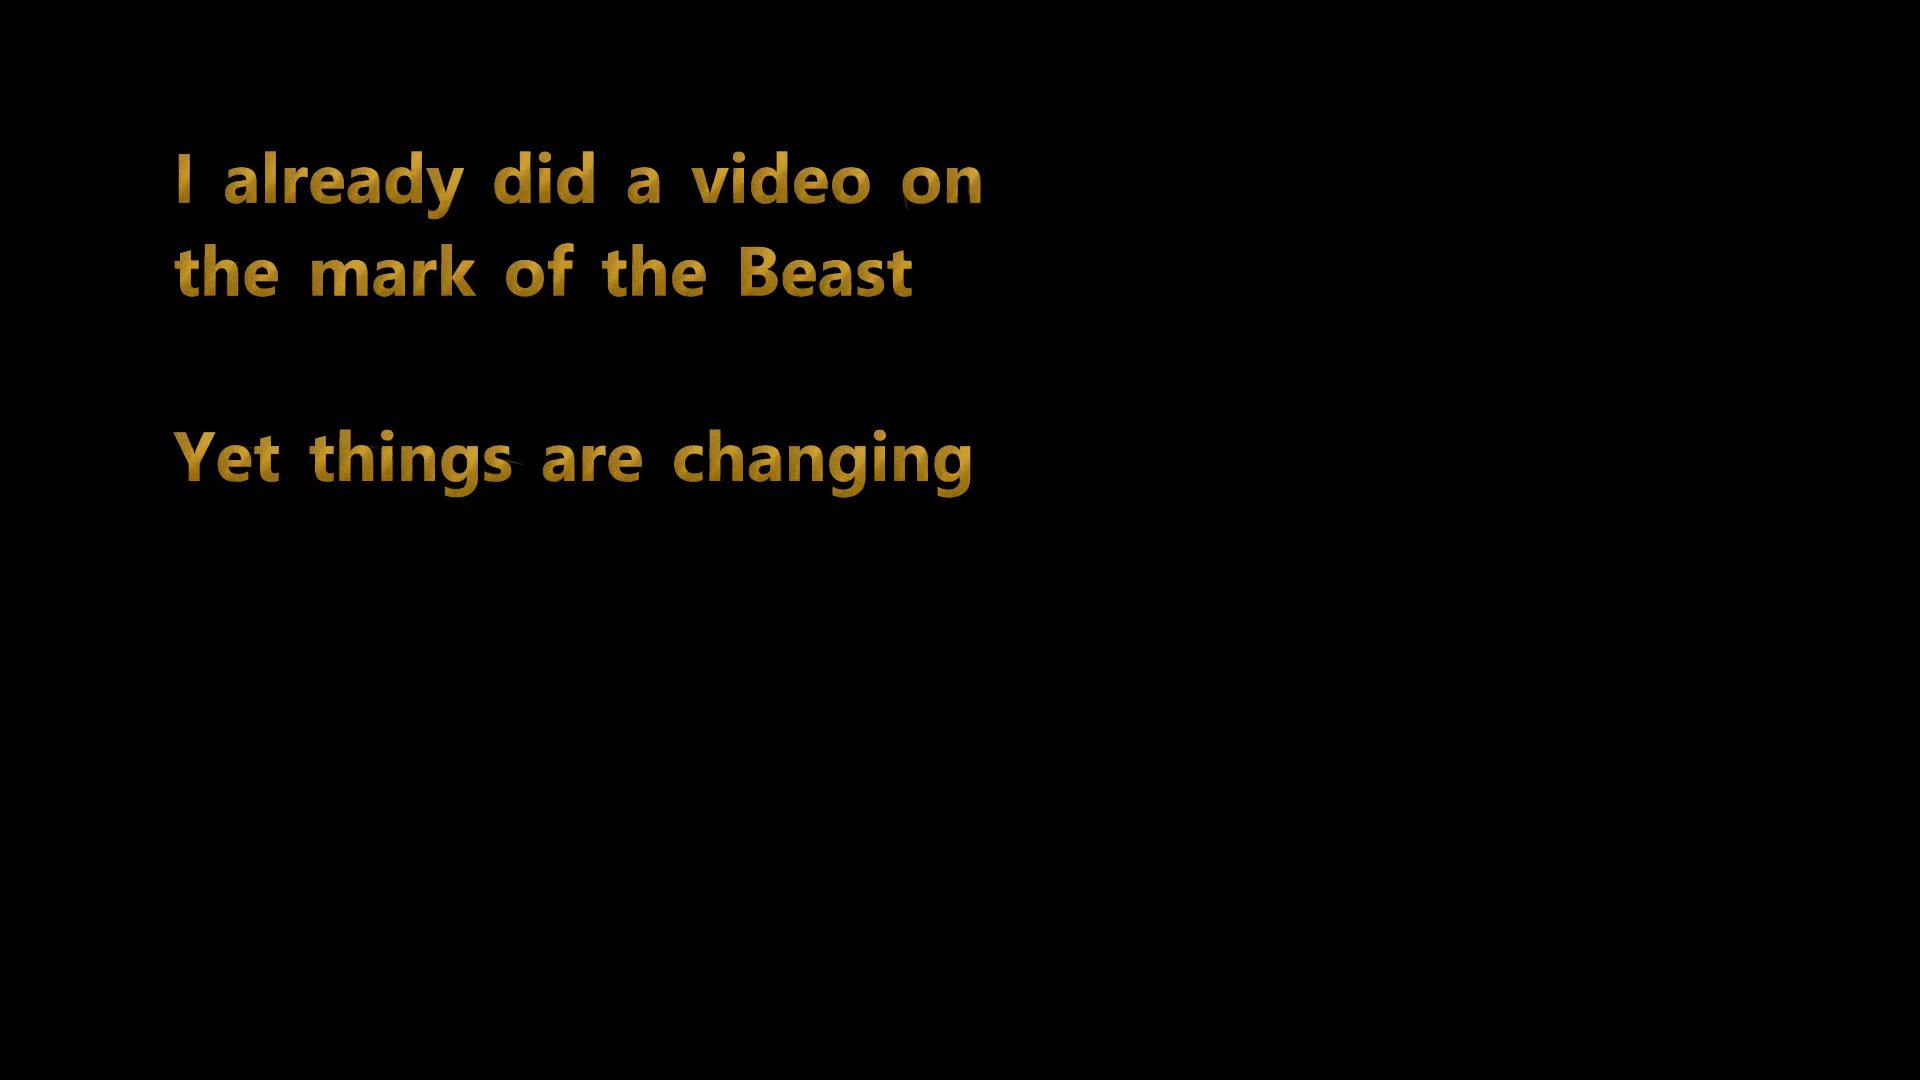 I already did a video on
the mark of the Beast
Yet things are changing